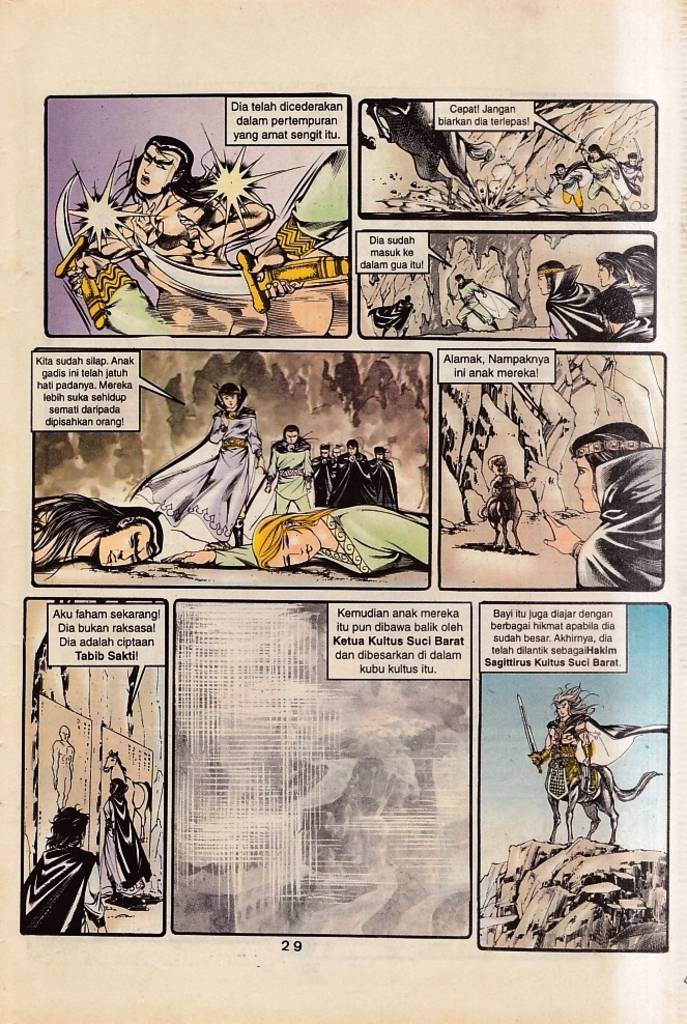 Dia telah dicederakan
dalam pertempuran
yang amat sengit itu.
Cepat! Jangan
biarkan dia terlepas!
Dia sudah
masuk ke
dalam gua itu!
Kita sudah silap. Anak
gadis ini telah jatuh
hati padanya. Mereka
lebih suka sehidup
semati daripada
dipisahkan orang!
Alamak, Nampaknya
ini anak mereka!
Aku faham sekarang!
Dia bukan raksasa!
Dia adalah ciptaan
Tabib Sakti!
Kemudian anak mereka
itu pun dibawa balik oleh
Ketua Kultus Suci Barat
dan dibesarkan di dalam
kubu kultus itu.
Bayi itu juga diajar dengan
berbagai hikmat apabila dia
sudah besar. Akhirnya, dia
telah dilantik sebagaiHakim
Sagittirus Kultus Suci Barat.
29